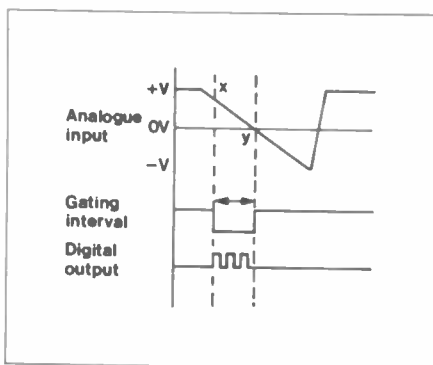 +V
x
Analogue
input
0V
y
−V
Gating
interval
Digital
output